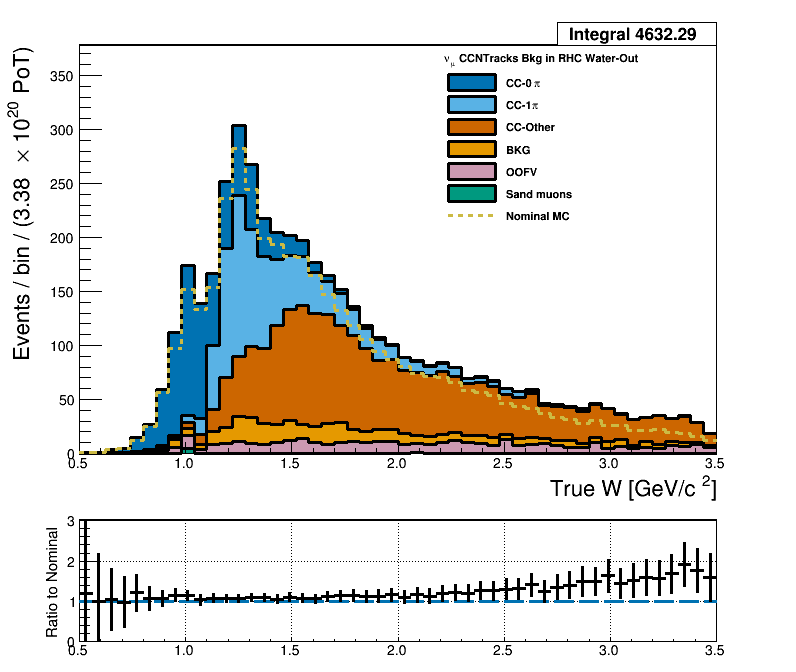 Integral 4632.29
ν_μ CCNTracks Bkg in RHC Water-Out
CC-0 π
CC-1π
CC-Other
BKG
OOFV
Sand muons
Nominal MC
Events / bin / (3.38 × 10^20 PoT)
350
300
250
200
150
100
50
0
0.5 1.0 1.5 2.0 2.5 3.0 3.5
True W [GeV/c ^2]
Ratio to Nominal
3
2
1
0
0.5 1.0 1.5 2.0 2.5 3.0 3.5